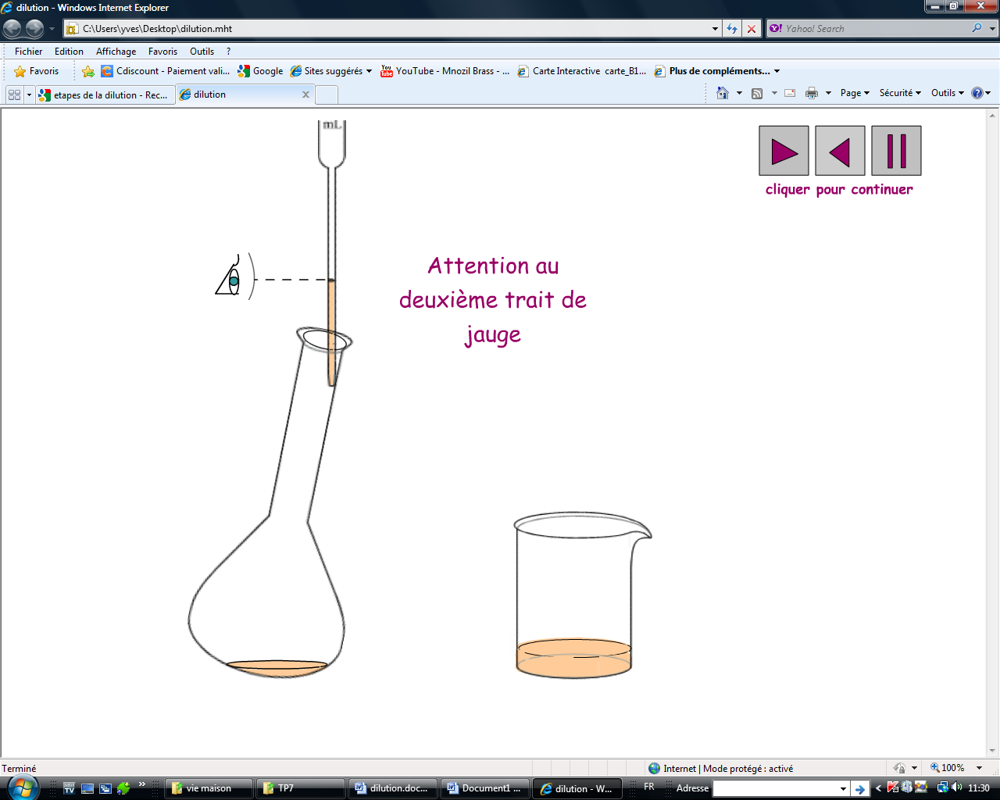 dilution - Windows Internet Explorer
C:\Users\yves\Desktop\dilution.mht
Yahoo! Search
Fichier Edition Affichage Favoris Outils ?
Favoris Cdiscount - Paiement vali... Google Sites suggérés YouTube - Mnozil Brass - ... Carte Interactive carte_B1... Plus de compléments...
etapes de la dilution - Rec... dilution Page Sécurité Outils
mL
cliquer pour continuer
Attention au
deuxième trait de
jauge
Terminé Internet | Mode protégé : activé 100%
vie maison TP7 dilution.doc... Document1 ... dilution - W... FR Adresse 11:30